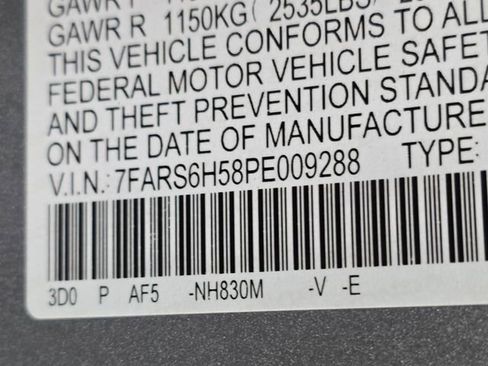 GAWR R 1150KG( 2535LBS)
THIS VEHICLE CONFORMS TO ALL
FEDERAL MOTOR VEHICLE SAFET
AND THEFT PREVENTION STANDA
ON THE DATE OF MANUFACTURE
V.I.N.: 7FARS6H58PE009288 TYPE:
3D0 P AF5 -NH830M -V -E